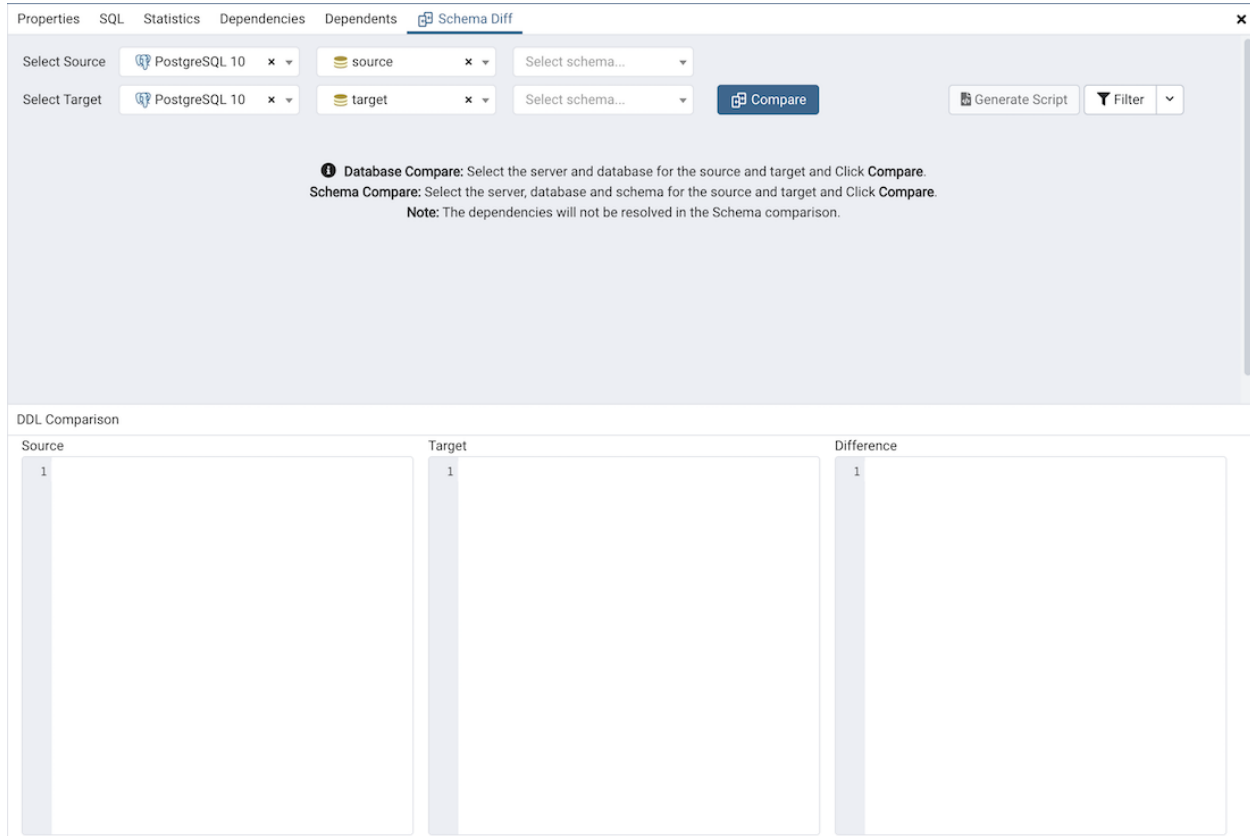 Properties SQL Statistics Dependencies Dependents Schema Diff
Select Source PostgreSQL 10 source Select schema...
Select Target PostgreSQL 10 target Select schema... Compare Generate Script Filter
Database Compare: Select the server and database for the source and target and Click Compare.
Schema Compare: Select the server, database and schema for the source and target and Click Compare.
Note: The dependencies will not be resolved in the Schema comparison.
DDL Comparison
Source Target Difference
1 1 1